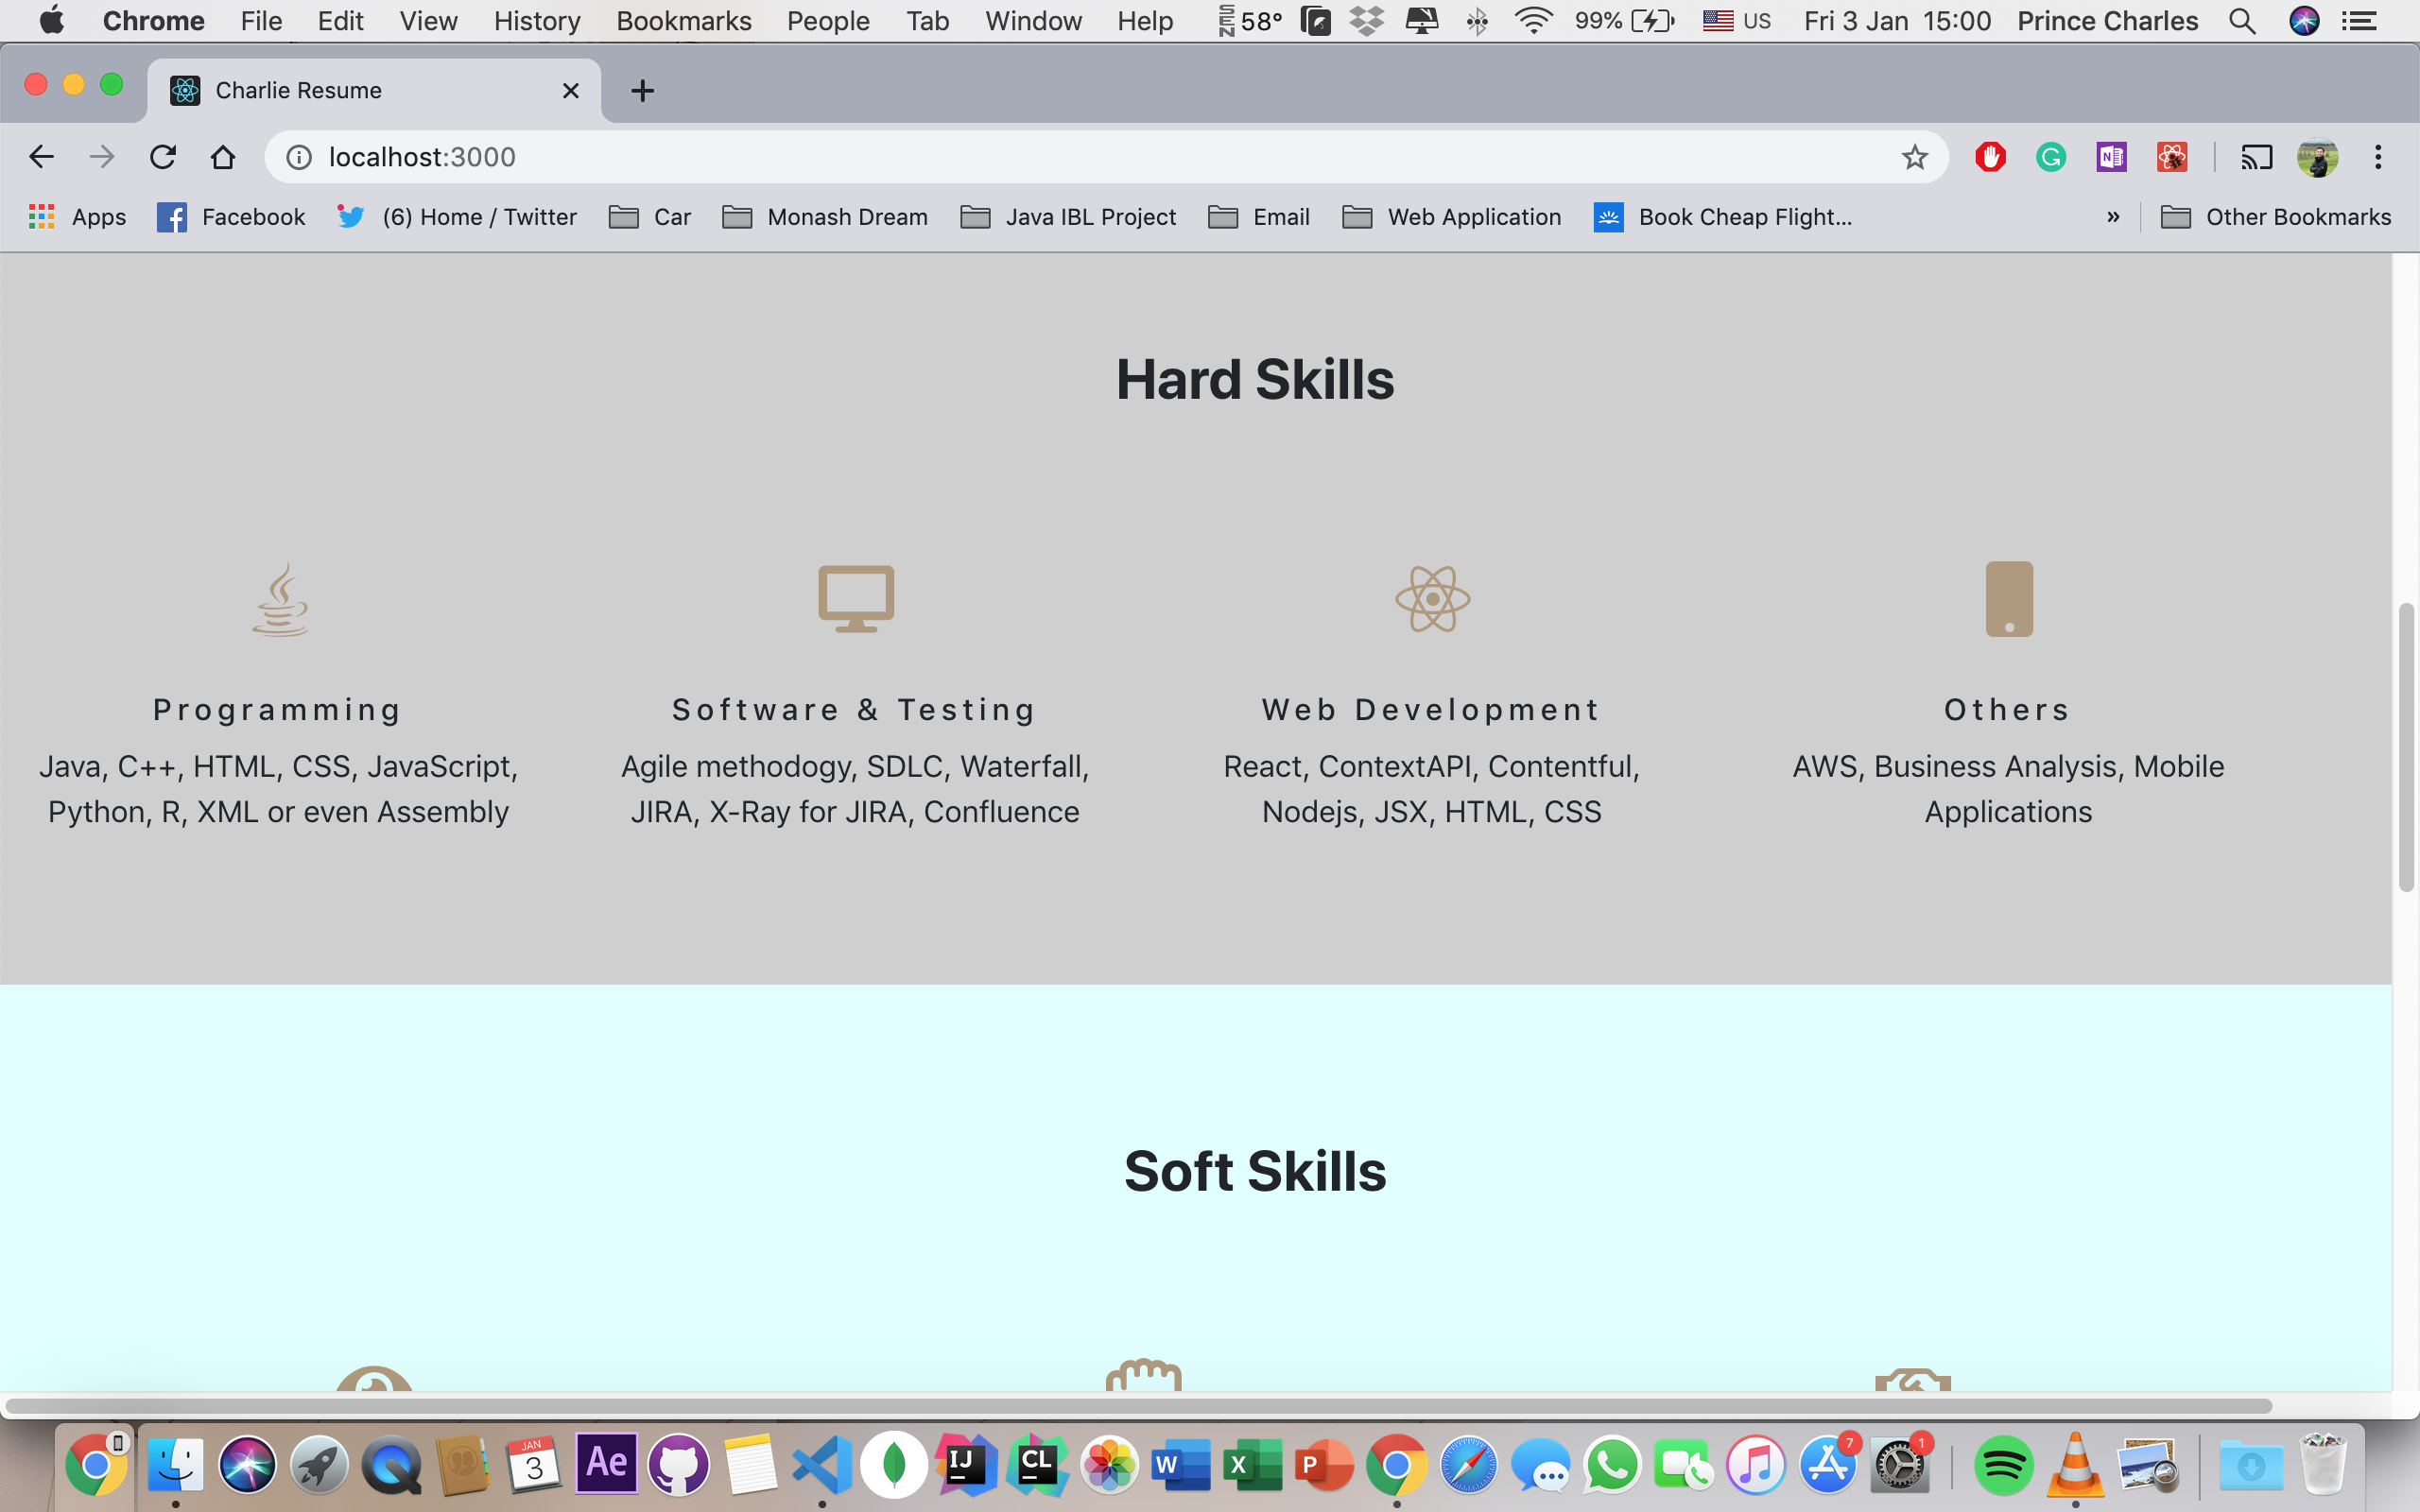 Chrome File Edit View History Bookmarks People Tab Window Help SEN 58° 99% US Fri 3 Jan 15:00 Prince Charles
Charlie Resume
localhost:3000
Apps Facebook (6) Home / Twitter Car Monash Dream Java IBL Project Email Web Application Book Cheap Flight... » Other Bookmarks
Hard Skills
Programming
Java, C++, HTML, CSS, JavaScript,
Python, R, XML or even Assembly
Software & Testing
Agile methodogy, SDLC, Waterfall,
JIRA, X-Ray for JIRA, Confluence
Web Development
React, ContextAPI, Contentful,
Nodejs, JSX, HTML, CSS
Others
AWS, Business Analysis, Mobile
Applications
Soft Skills
JAN
3
Ae
IJ
CL
W
X
P
7
1